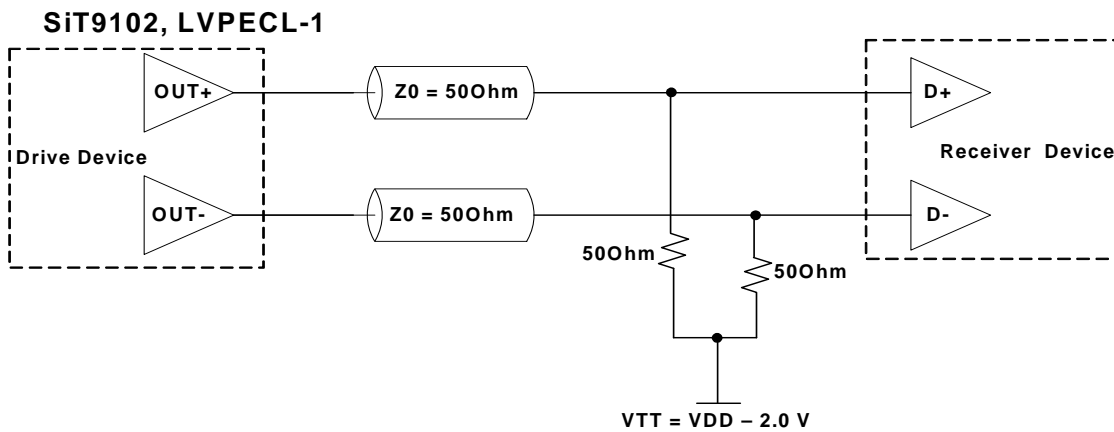 SiT9102, LVPECL-1
OUT+
Z0 = 50Ohm
D+
Drive Device
Receiver Device
OUT-
Z0 = 50Ohm
D-
50Ohm
50Ohm
VTT = VDD – 2.0 V